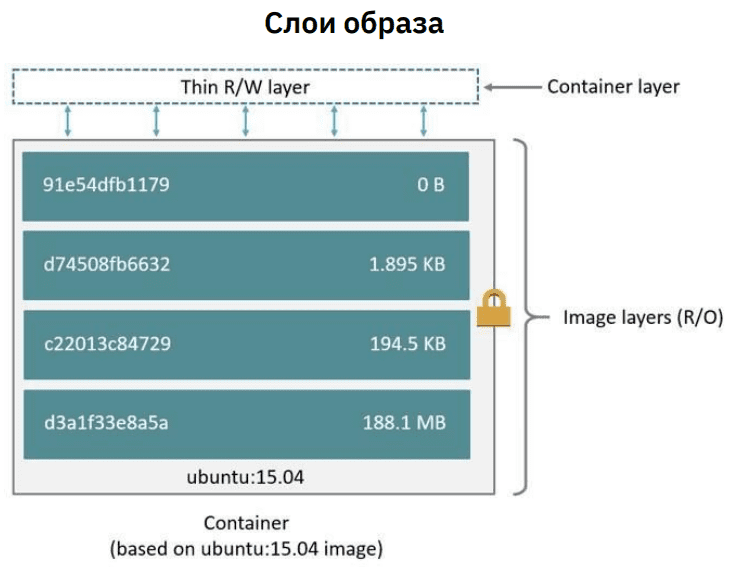 Слои образа
Thin R/W layer
Container layer
91e54dfb1179 0 B
d74508fb6632 1.895 KB
c22013c84729 194.5 KB
Image layers (R/O)
d3a1f33e8a5a 188.1 MB
ubuntu:15.04
Container
(based on ubuntu:15.04 image)